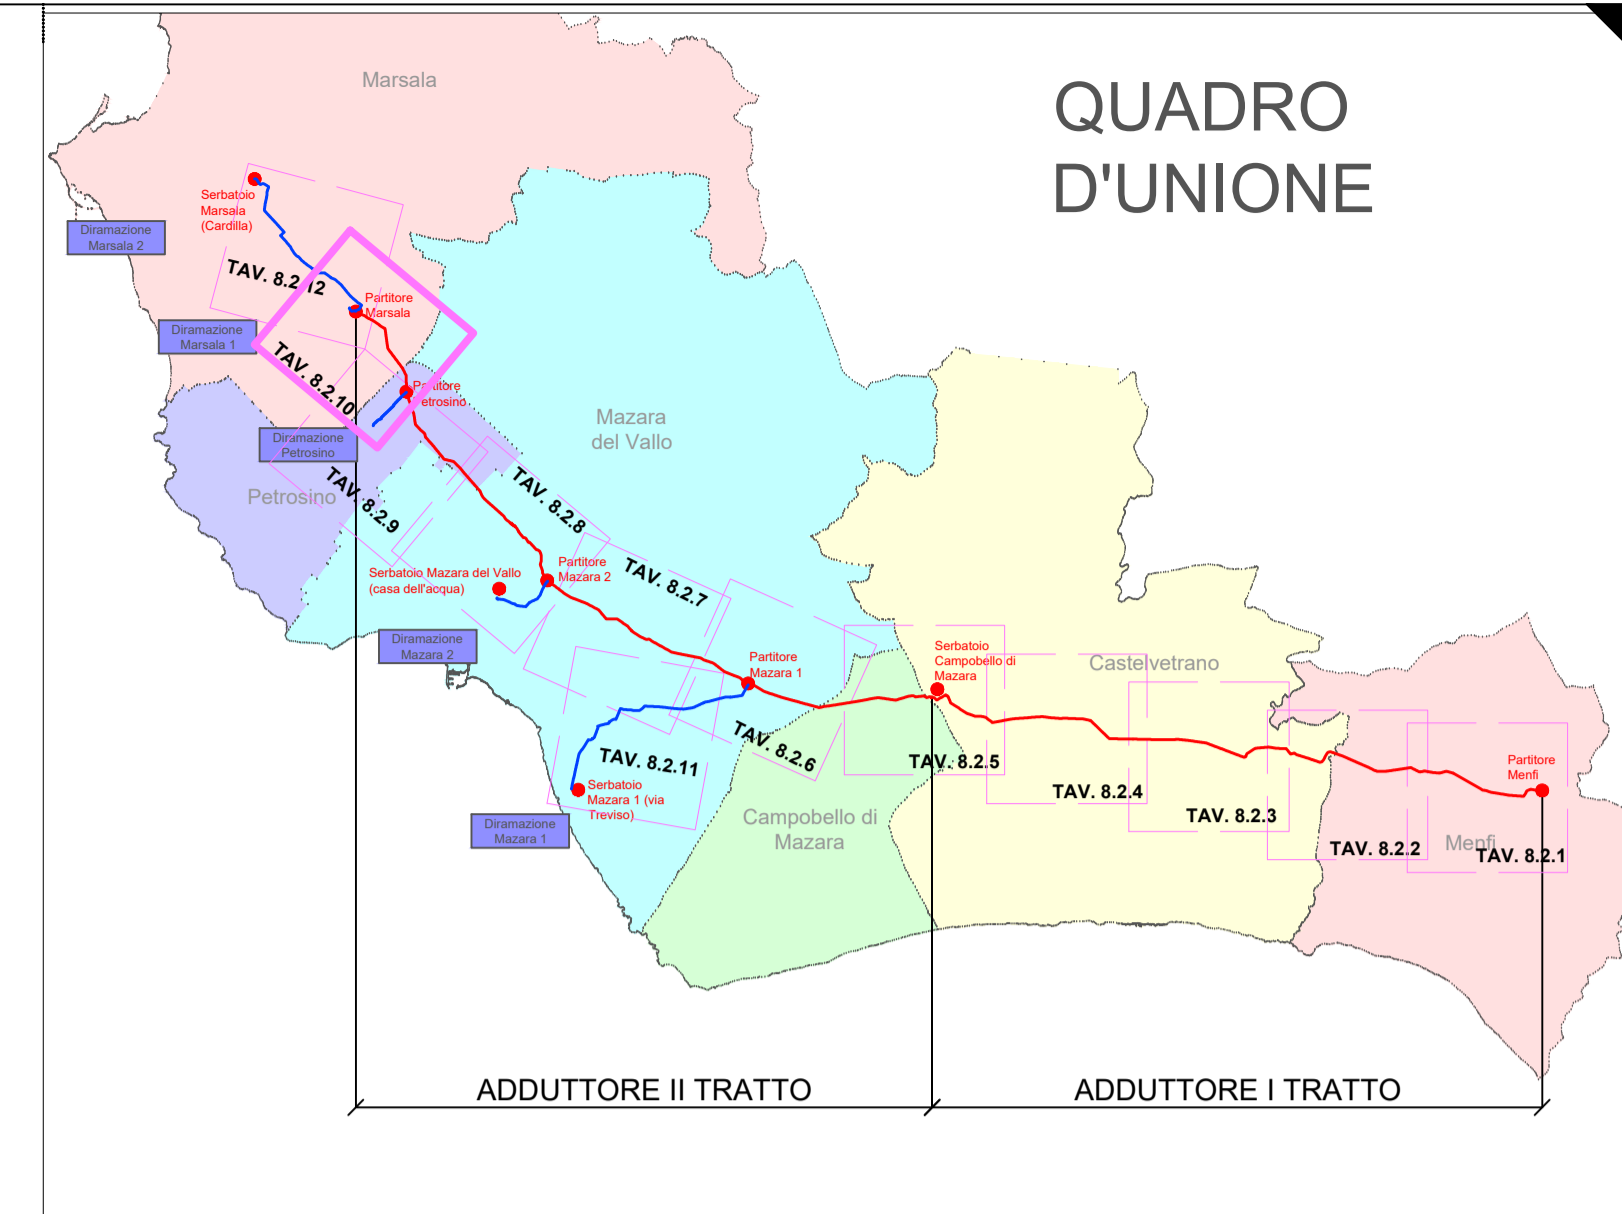 QUADRO
D'UNIONE
Marsala
Serbatoio
Marsala
(Cardilla)
Diramazione
Marsala 2
TAV. 8.2.12
Partitore
Marsala
Diramazione
Marsala 1
TAV. 8.2.10
Partitore
Petrosino
Diramazione
Petrosino
Mazara
del Vallo
Petrosino
TAV. 8.2.9
TAV. 8.2.8
Partitore
Mazara 2
Serbatoio Mazara del Vallo
(casa dell'acqua)
TAV. 8.2.7
Diramazione
Mazara 2
Partitore
Mazara 1
Serbatoio
Campobello di
Mazara
Castelvetrano
TAV. 8.2.6
TAV. 8.2.11
TAV. 8.2.5
Serbatoio
Mazara 1 (via
Treviso)
Diramazione
Mazara 1
TAV. 8.2.4
TAV. 8.2.3
Partitore
Menfi
Campobello di
Mazara
TAV. 8.2.2
Menfi
TAV. 8.2.1
ADDUTTORE II TRATTO
ADDUTTORE I TRATTO